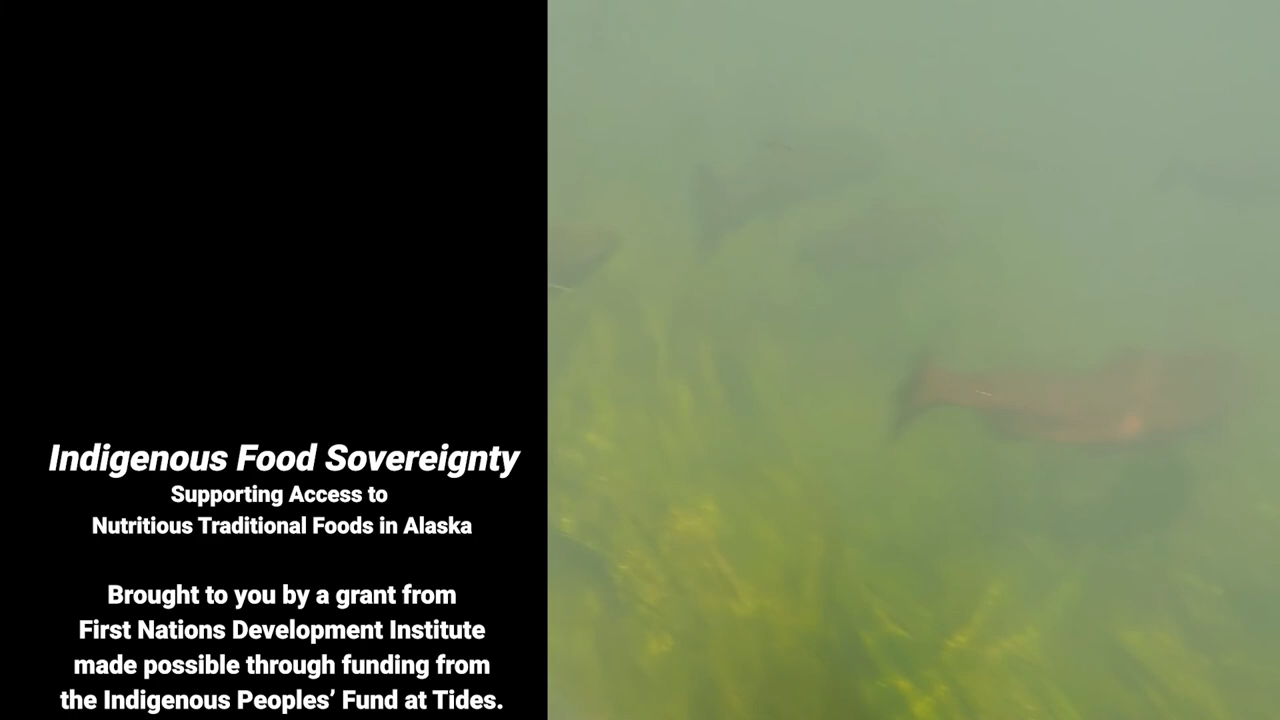 Indigenous Food Sovereignty
Supporting Access to
Nutritious Traditional Foods in Alaska
Brought to you by a grant from
First Nations Development Institute
made possible through funding from
the Indigenous Peoples’ Fund at Tides.